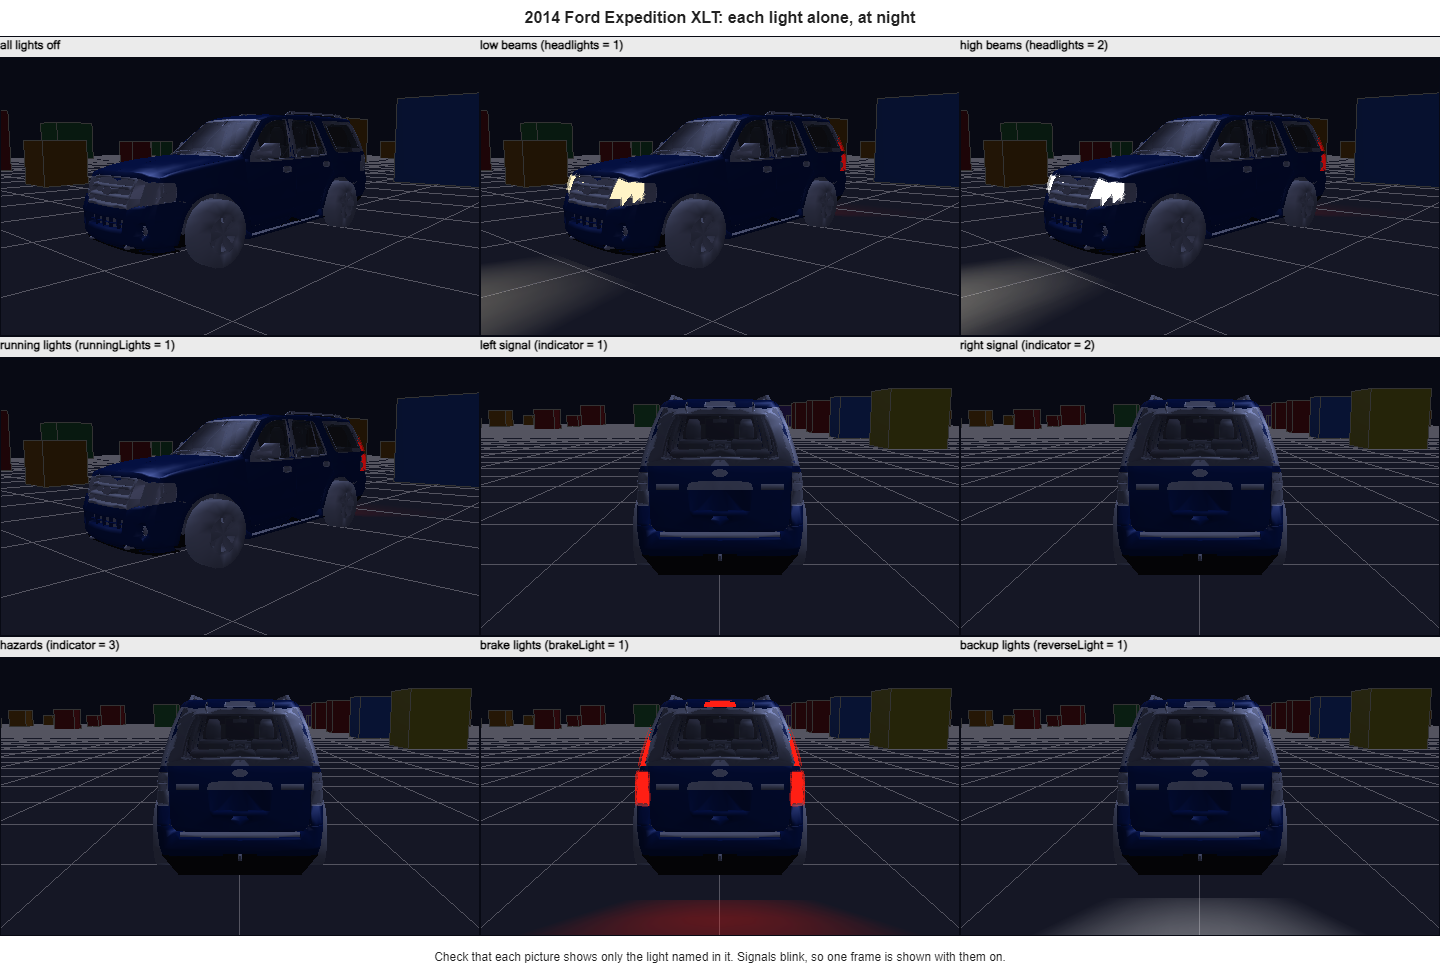 2014 Ford Expedition XLT: each light alone, at night
all lights off
low beams (headlights = 1)
high beams (headlights = 2)
running lights (runningLights = 1)
left signal (indicator = 1)
right signal (indicator = 2)
hazards (indicator = 3)
brake lights (brakeLight = 1)
backup lights (reverseLight = 1)
Check that each picture shows only the light named in it. Signals blink, so one frame is shown with them on.